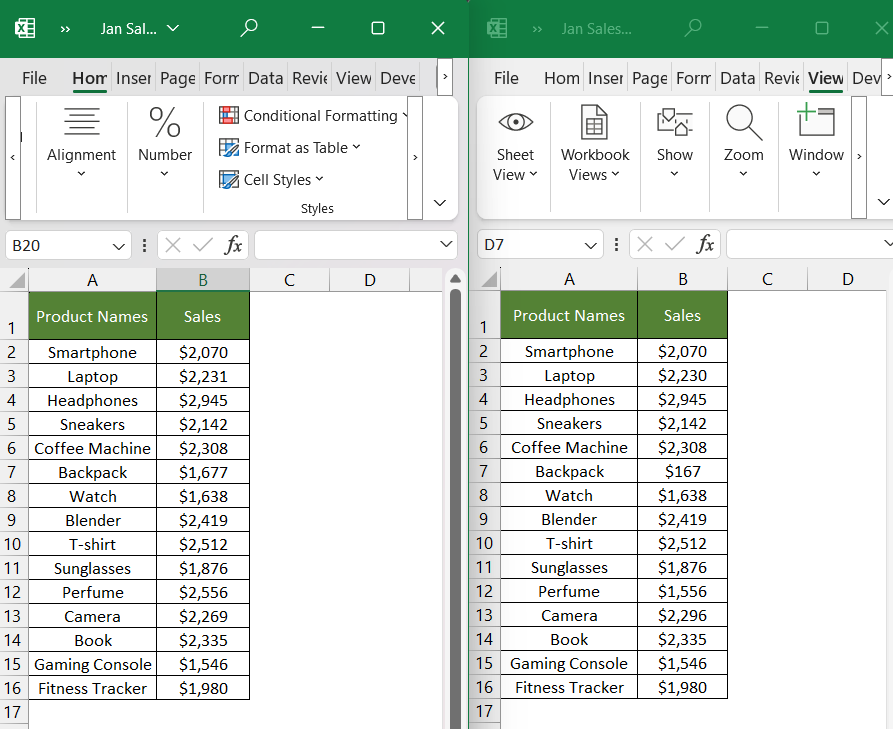 Jan Sal...
File Hom Inser Page Form Data Revi View Deve
Alignment
Number
Conditional Formatting
Format as Table
Cell Styles
Styles
B20
fx
A B C D
1 Product Names Sales
2 Smartphone $2,070
3 Laptop $2,231
4 Headphones $2,945
5 Sneakers $2,142
6 Coffee Machine $2,308
7 Backpack $1,677
8 Watch $1,638
9 Blender $2,419
10 T-shirt $2,512
11 Sunglasses $1,876
12 Perfume $2,556
13 Camera $2,269
14 Book $2,335
15 Gaming Console $1,546
16 Fitness Tracker $1,980
17
Jan Sales...
File Hom Inser Page Form Data Revie View Dev
Sheet
View
Workbook
Views
Show
Zoom
Window
D7
fx
A B C D
1 Product Names Sales
2 Smartphone $2,070
3 Laptop $2,230
4 Headphones $2,945
5 Sneakers $2,142
6 Coffee Machine $2,308
7 Backpack $167
8 Watch $1,638
9 Blender $2,419
10 T-shirt $2,512
11 Sunglasses $1,876
12 Perfume $1,556
13 Camera $2,296
14 Book $2,335
15 Gaming Console $1,546
16 Fitness Tracker $1,980
17